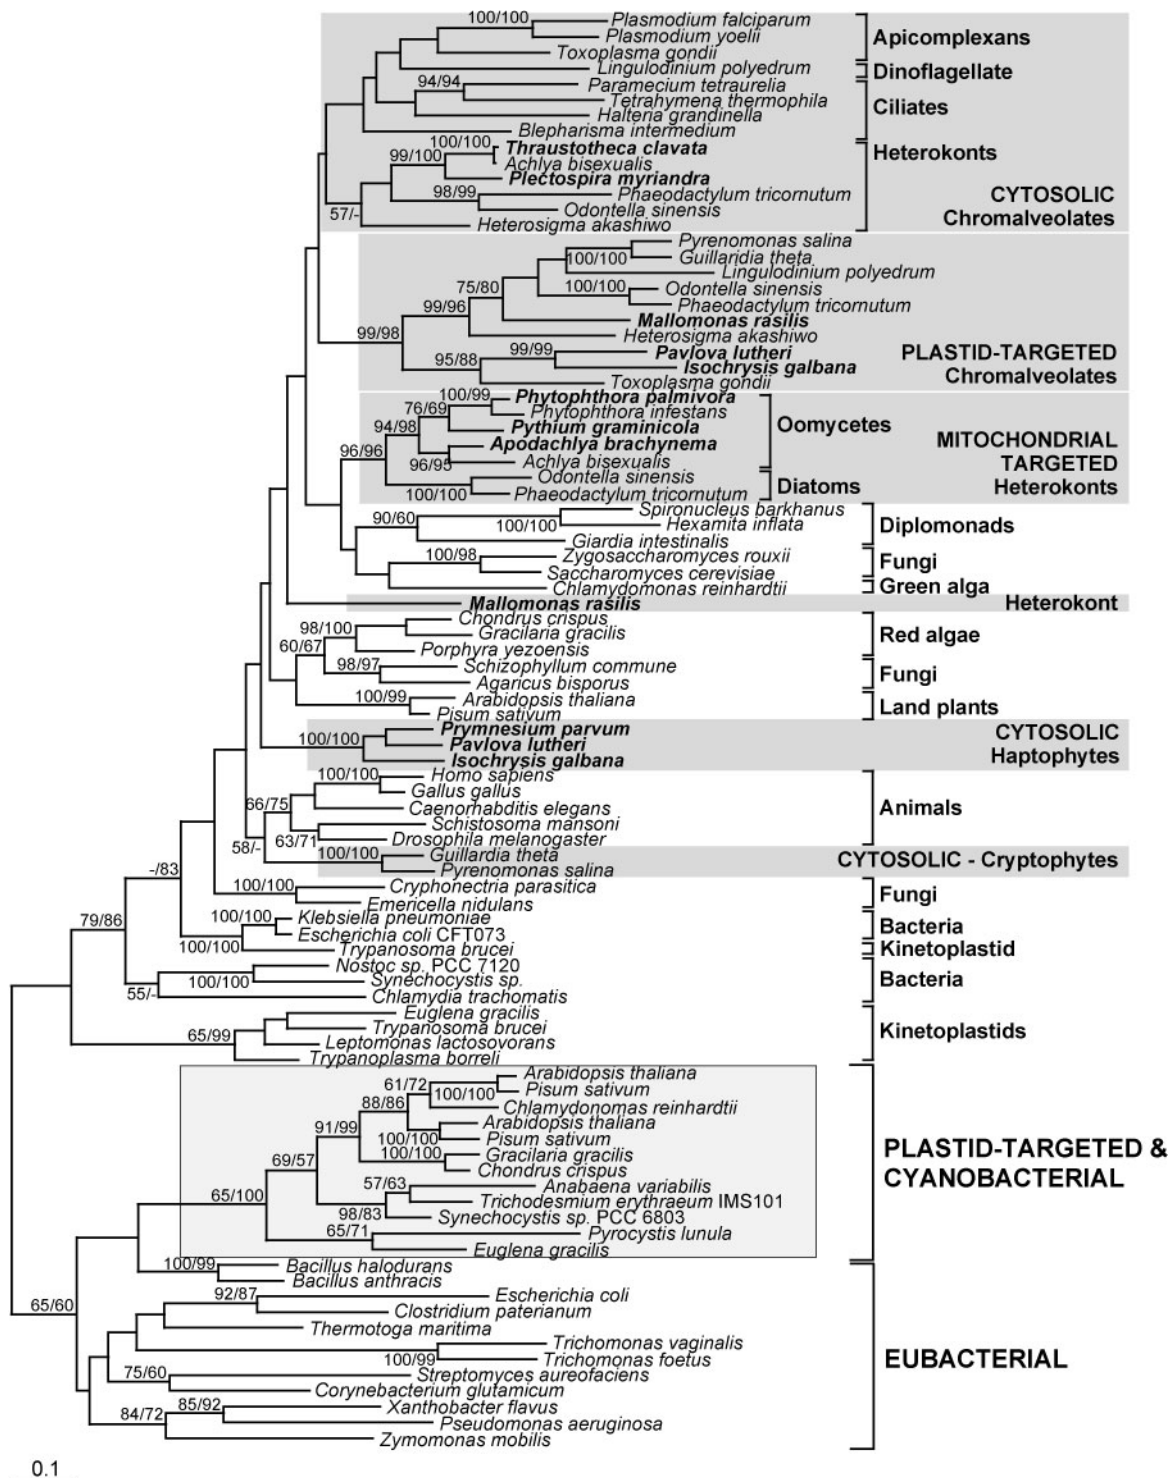 100/100 Plasmodium falciparum
Plasmodium yoelii
Apicomplexans
Toxoplasma gondii
Lingulodinium polyedrum
Dinoflagellate
94/94 Paramecium tetraurelia
Tetrahymena thermophila
Ciliates
Halteria grandinella
Blepharisma intermedium
100/100 Thraustotheca clavata
Heterokonts
99/100 Achlya bisexualis
Plectospira myriandra
98/99 Phaeodactylum tricornutum
CYTOSOLIC
57/- Odontella sinensis
Chromalveolates
Heterosigma akashiwo
Pyrenomonas salina
100/100 Guillaridia theta
Lingulodinium polyedrum
75/80 100/100 Odontella sinensis
Phaeodactylum tricornutum
99/96 Mallomonas rasilis
99/98 Heterosigma akashiwo
99/99 Pavlova lutheri
PLASTID-TARGETED
95/88 Isochrysis galbana
Chromalveolates
Toxoplasma gondii
100/99 Phytophthora palmivora
76/69 Phytophthora infestans
94/98 Pythium graminicola
Oomycetes
96/96 Apodachlya brachynema
MITOCHONDRIAL
96/95 Achlya bisexualis
TARGETED
Odontella sinensis
100/100 Phaeodactylum tricornutum
Diatoms
Heterokonts
90/60 Spironucleus barkhanus
100/100 Hexamita inflata
Diplomonads
Giardia intestinalis
100/98 Zygosaccharomyces rouxii
Fungi
Saccharomyces cerevisiae
Chlamydomonas reinhardtii
Green alga
Mallomonas rasilis
Heterokont
Chondrus crispus
98/100 Gracilaria gracilis
Red algae
60/67 Porphyra yezoensis
98/97 Schizophyllum commune
Fungi
Agaricus bisporus
100/99 Arabidopsis thaliana
Land plants
Pisum sativum
Prymnesium parvum
CYTOSOLIC
100/100 Pavlova lutheri
Haptophytes
Isochrysis galbana
100/100 Homo sapiens
Gallus gallus
66/75 Caenorhabditis elegans
Animals
Schistosoma mansoni
58/- 63/71 Drosophila melanogaster
100/100 Guillardia theta
CYTOSOLIC - Cryptophytes
-/83 Pyrenomonas salina
100/100 Cryphonectria parasitica
Fungi
Emericella nidulans
79/86 100/100 Klebsiella pneumoniae
Bacteria
Escherichia coli CFT073
100/100 Trypanosoma brucei
Kinetoplastid
Nostoc sp. PCC 7120
100/100 Synechocystis sp.
Bacteria
55/- Chlamydia trachomatis
Euglena gracilis
Trypanosoma brucei
Kinetoplastids
65/99 Leptomonas lactosovorans
Trypanoplasma borreli
61/72 Arabidopsis thaliana
100/100 Pisum sativum
88/86 Chlamydonomas reinhardtii
91/99 Arabidopsis thaliana
100/100 Pisum sativum
100/100 Gracilaria gracilis
PLASTID-TARGETED &
69/57 Chondrus crispus
CYANOBACTERIAL
57/63 Anabaena variabilis
65/100 Trichodesmium erythraeum IMS101
98/83 Synechocystis sp. PCC 6803
65/71 Pyrocystis lunula
Euglena gracilis
100/99 Bacillus halodurans
Bacillus anthracis
92/87 Escherichia coli
65/60 Clostridium paterianum
Thermotoga maritima
Trichomonas vaginalis
100/99 Trichomonas foetus
EUBACTERIAL
75/60 Streptomyces aureofaciens
Corynebacterium glutamicum
85/92 Xanthobacter flavus
84/72 Pseudomonas aeruginosa
Zymomonas mobilis
0.1